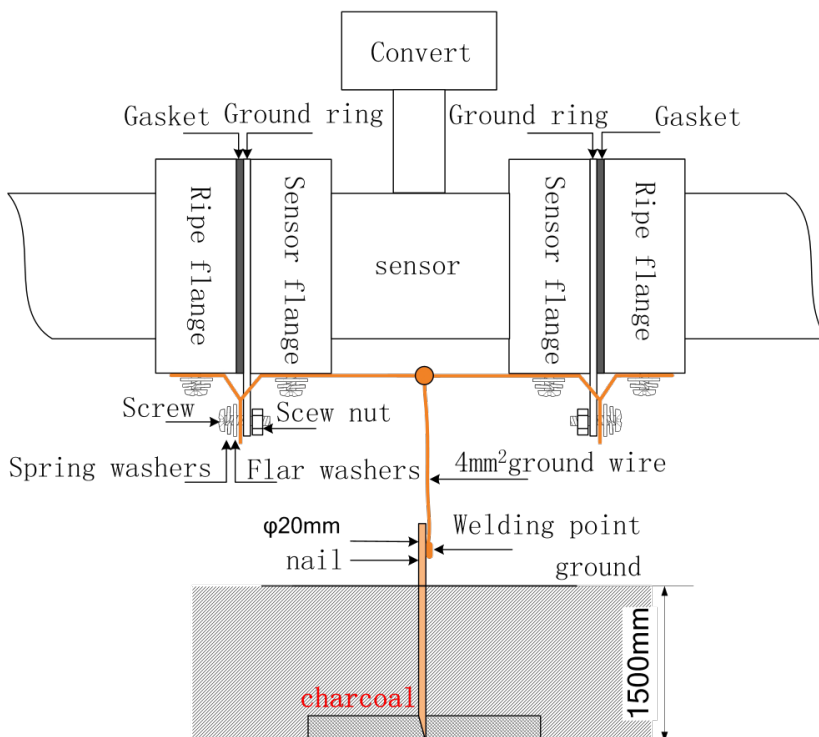 Convert
Gasket
Ground ring
Ground ring
Gasket
Ripe flange
Sensor flange
sensor
Sensor flange
Ripe flange
Screw
Scew nut
Spring washers
Flar washers
4mm²ground wire
φ20mm
nail
Welding point
ground
charcoal
1500mm